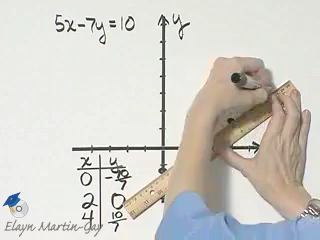 5x-7y=10
y
x y
0 -10/7
2 0
4 10/7
Elayn Martin-Gay